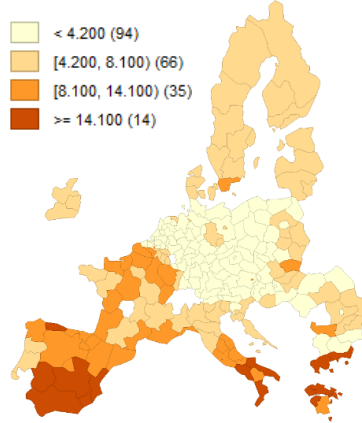 < 4.200 (94)
[4.200, 8.100) (66)
[8.100, 14.100) (35)
>= 14.100 (14)